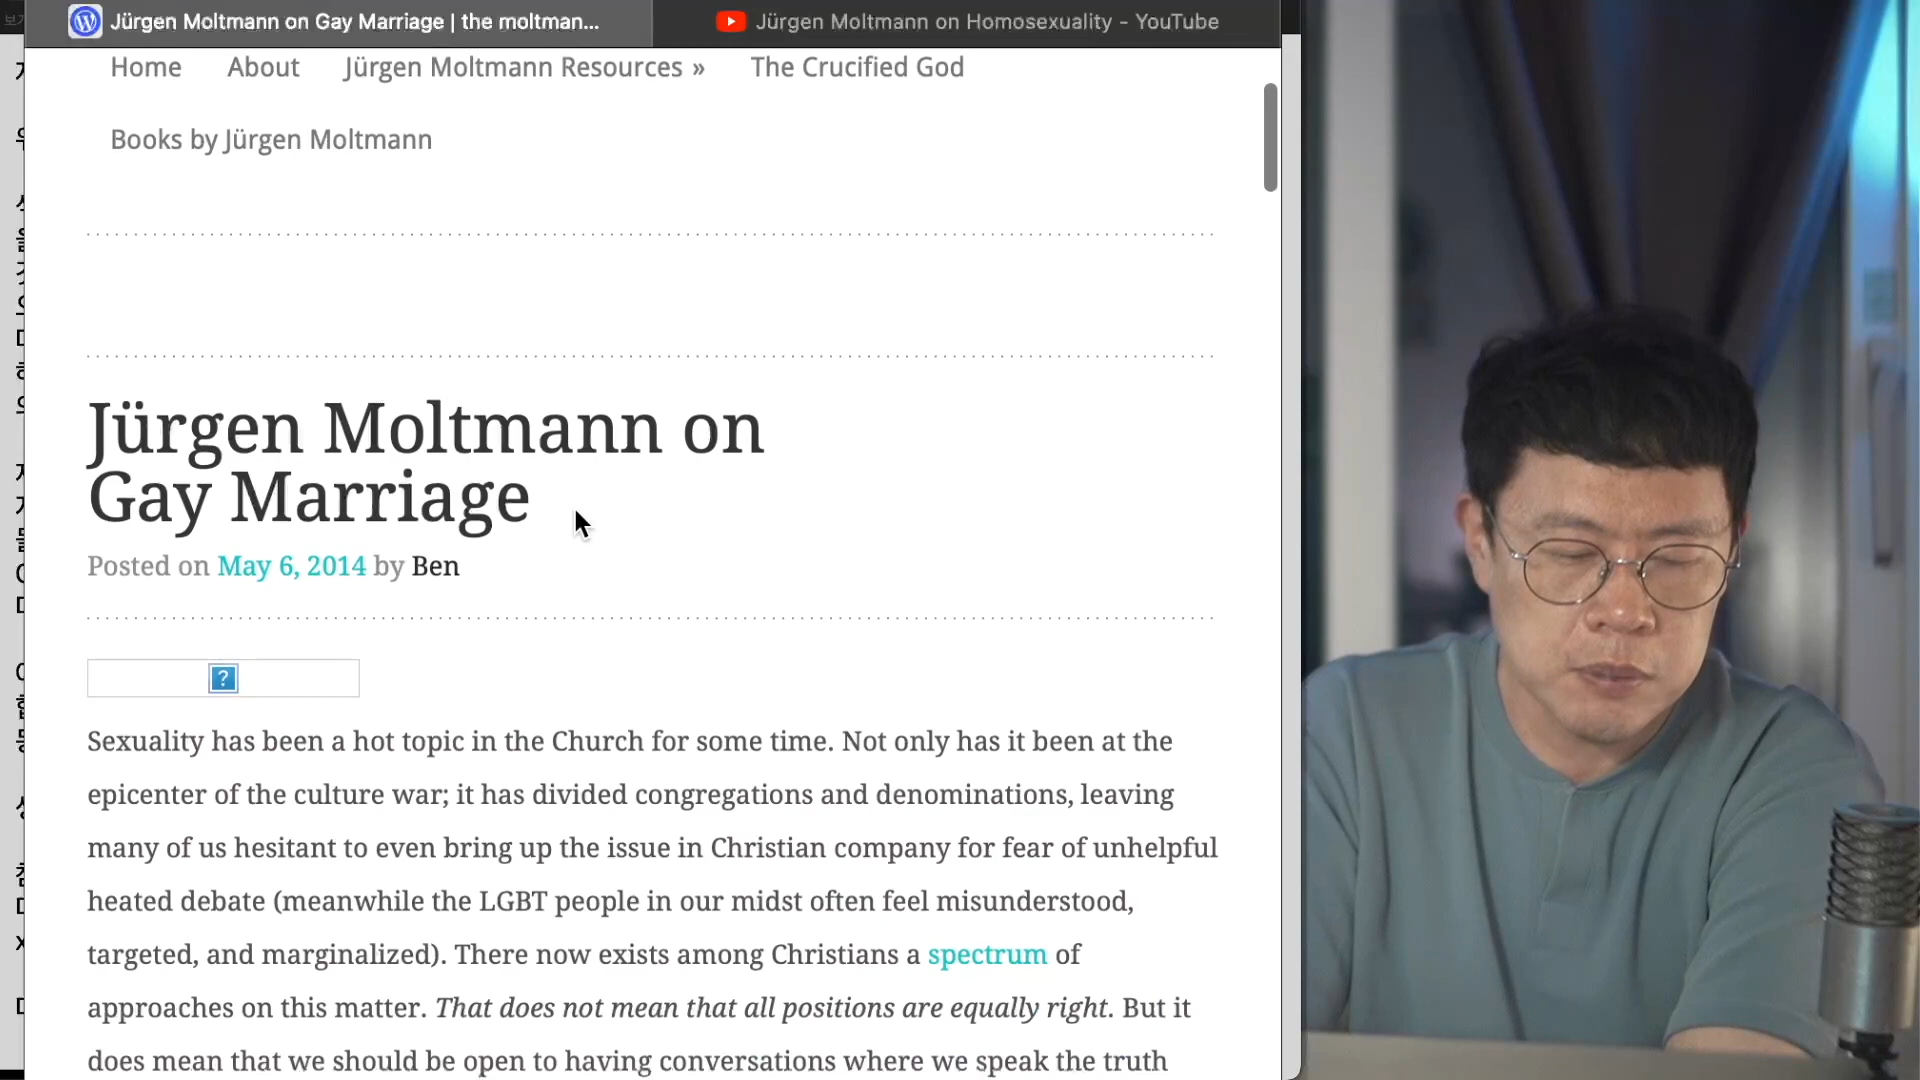 Jürgen Moltmann on Gay Marriage | the moltman...
Jürgen Moltmann on Homosexuality - YouTube
Home About Jürgen Moltmann Resources » The Crucified God
Books by Jürgen Moltmann
Jürgen Moltmann on
Gay Marriage
Posted on May 6, 2014 by Ben
Sexuality has been a hot topic in the Church for some time. Not only has it been at the
epicenter of the culture war; it has divided congregations and denominations, leaving
many of us hesitant to even bring up the issue in Christian company for fear of unhelpful
heated debate (meanwhile the LGBT people in our midst often feel misunderstood,
targeted, and marginalized). There now exists among Christians a spectrum of
approaches on this matter. That does not mean that all positions are equally right. But it
does mean that we should be open to having conversations where we speak the truth